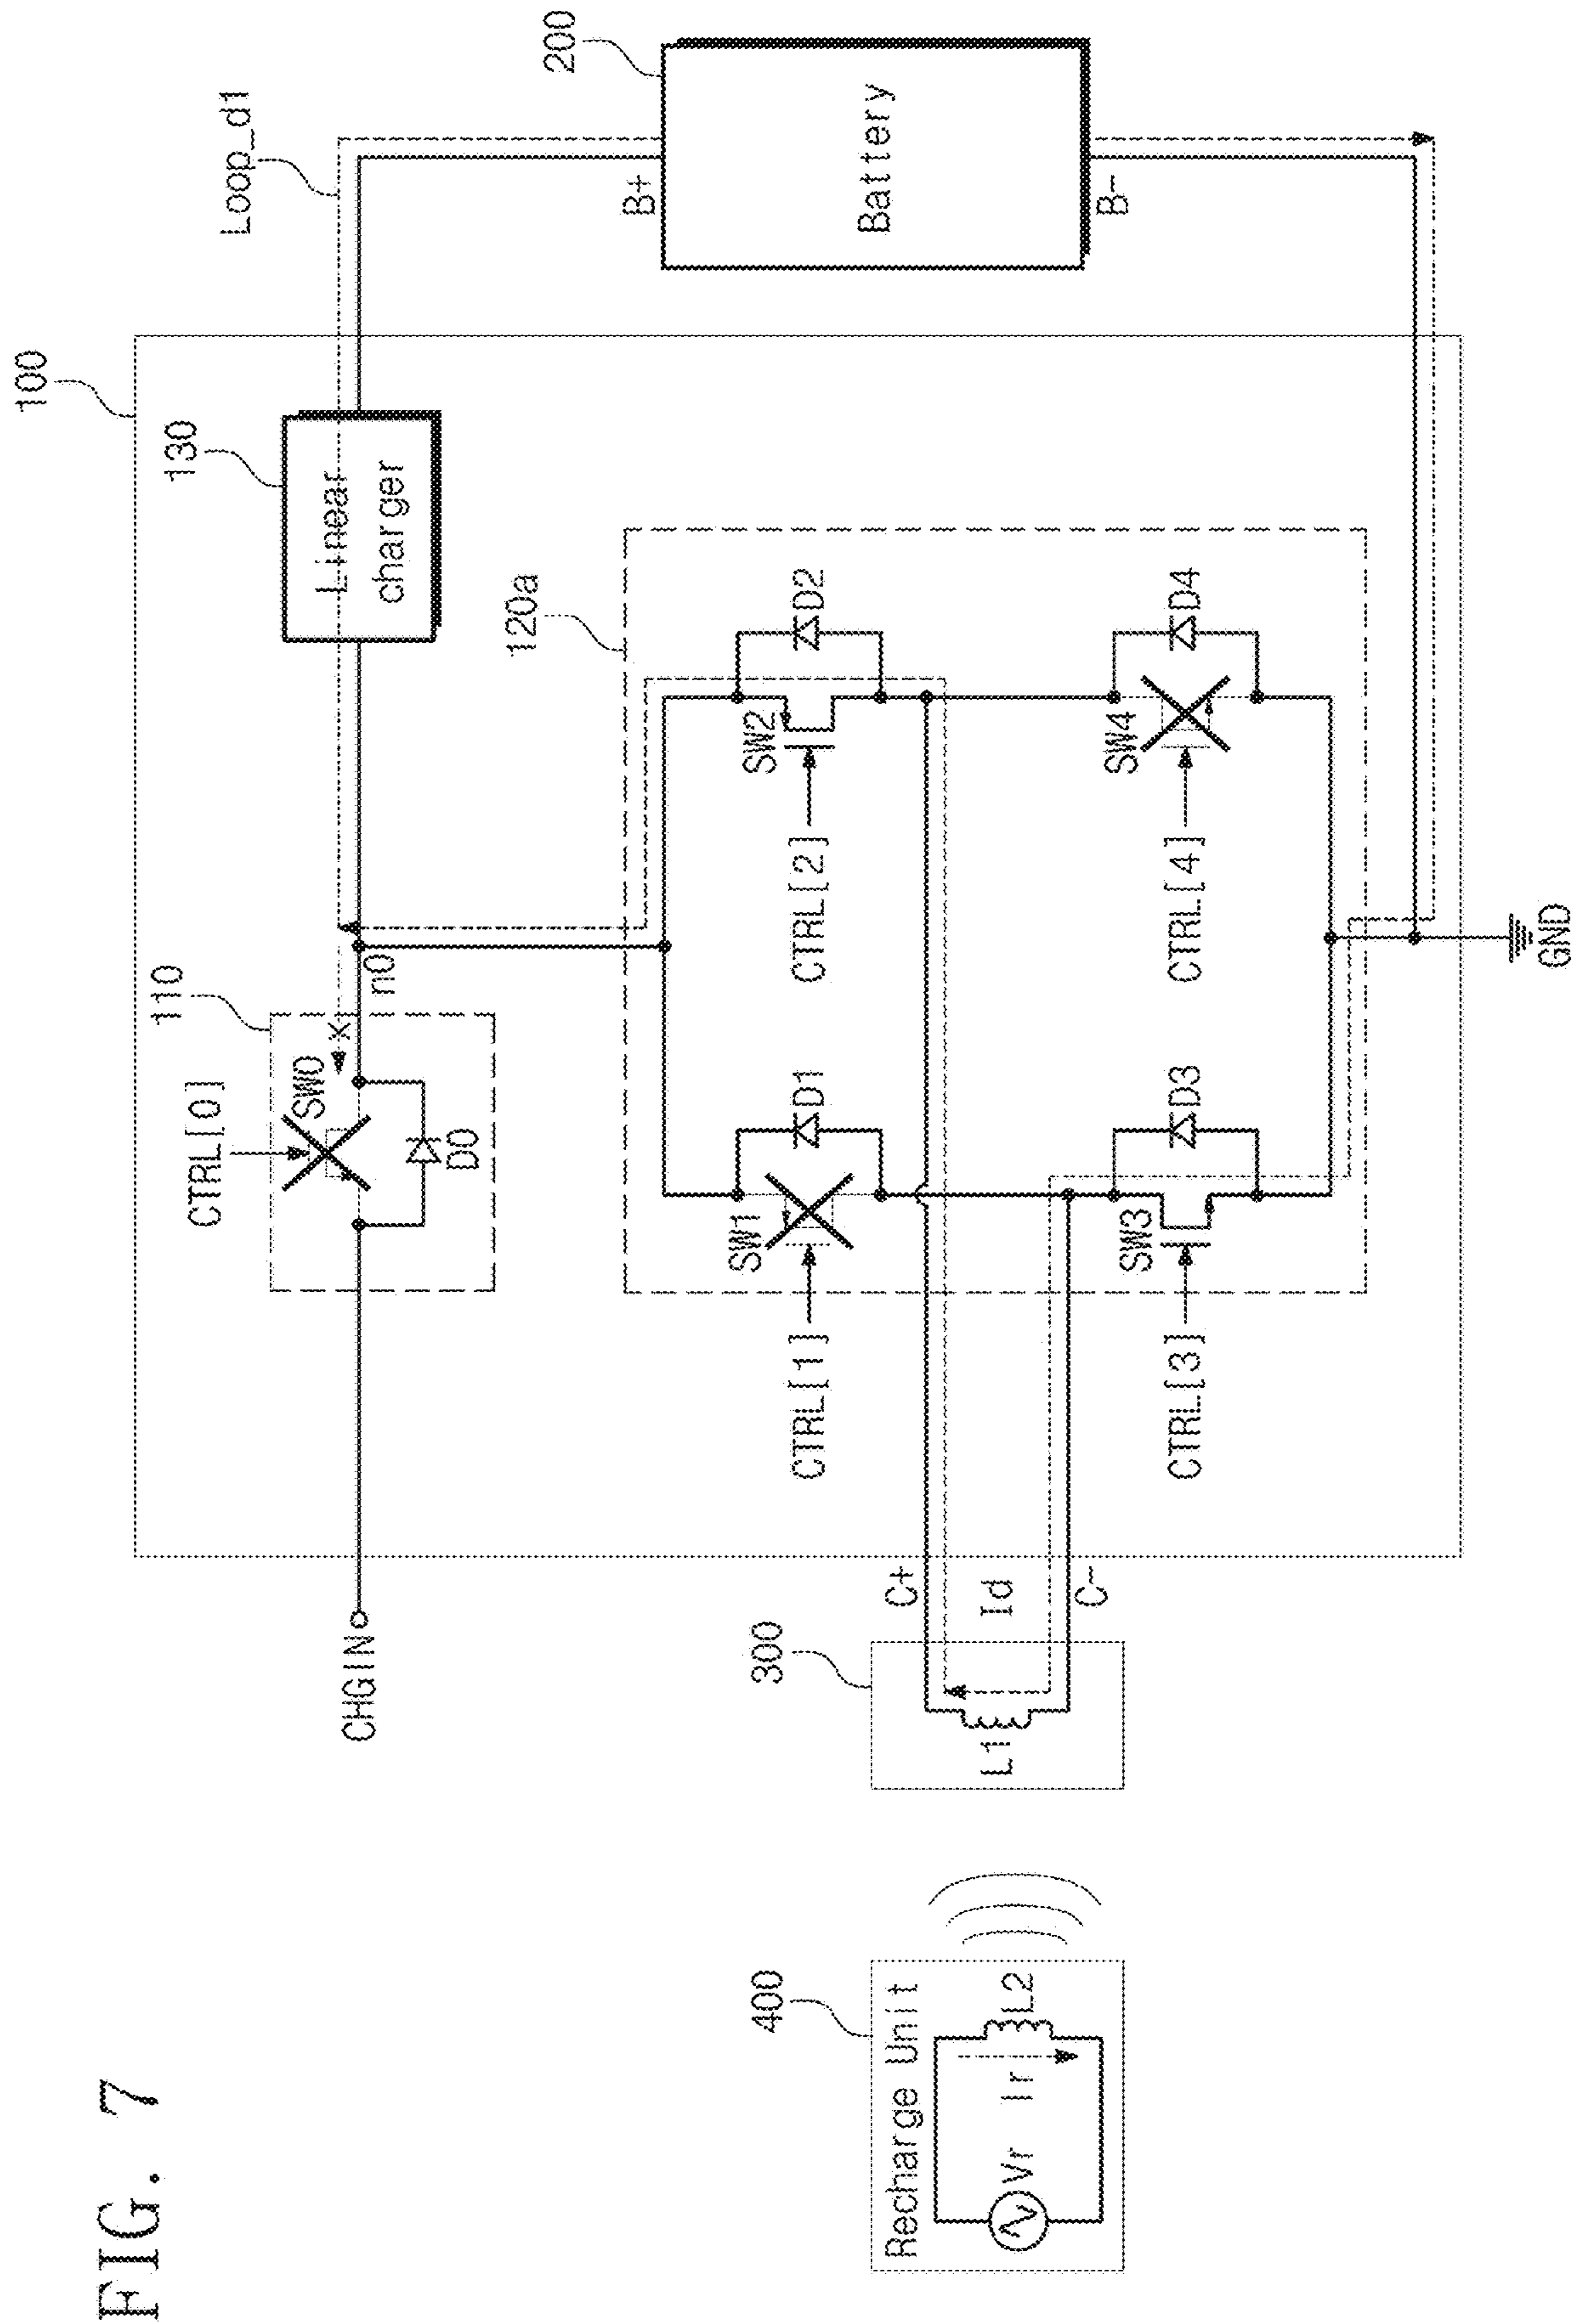 FIG. 7
100
200
Loop_d1
130
Linear
charger
110
CTRL[0]
SW0
D0
n0
CHGIN
B+
Battery
B-
120a
SW1
D1
CTRL[1]
SW2
D2
CTRL[2]
SW3
D3
CTRL[3]
SW4
D4
CTRL[4]
GND
C+
Id
C-
300
L1
400
Recharge Unit
Vr
Ir
L2